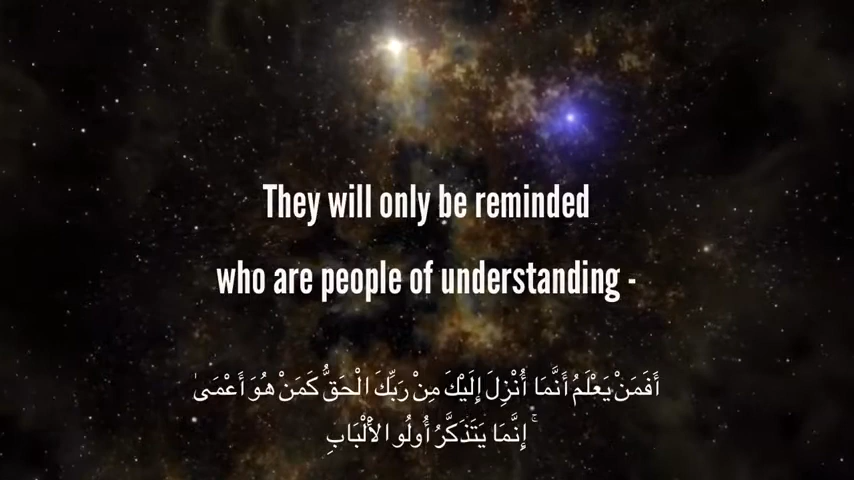 They will only be reminded
who are people of understanding -
أَفَمَنْ يَعْلَمُ أَنَّمَا أُنْزِلَ إِلَيْكَ مِنْ رَبِّكَ الْحَقُّ كَمَنْ هُوَ أَعْمَىٰ
ۚ إِنَّمَا يَتَذَكَّرُ أُولُو الْأَلْبَابِ